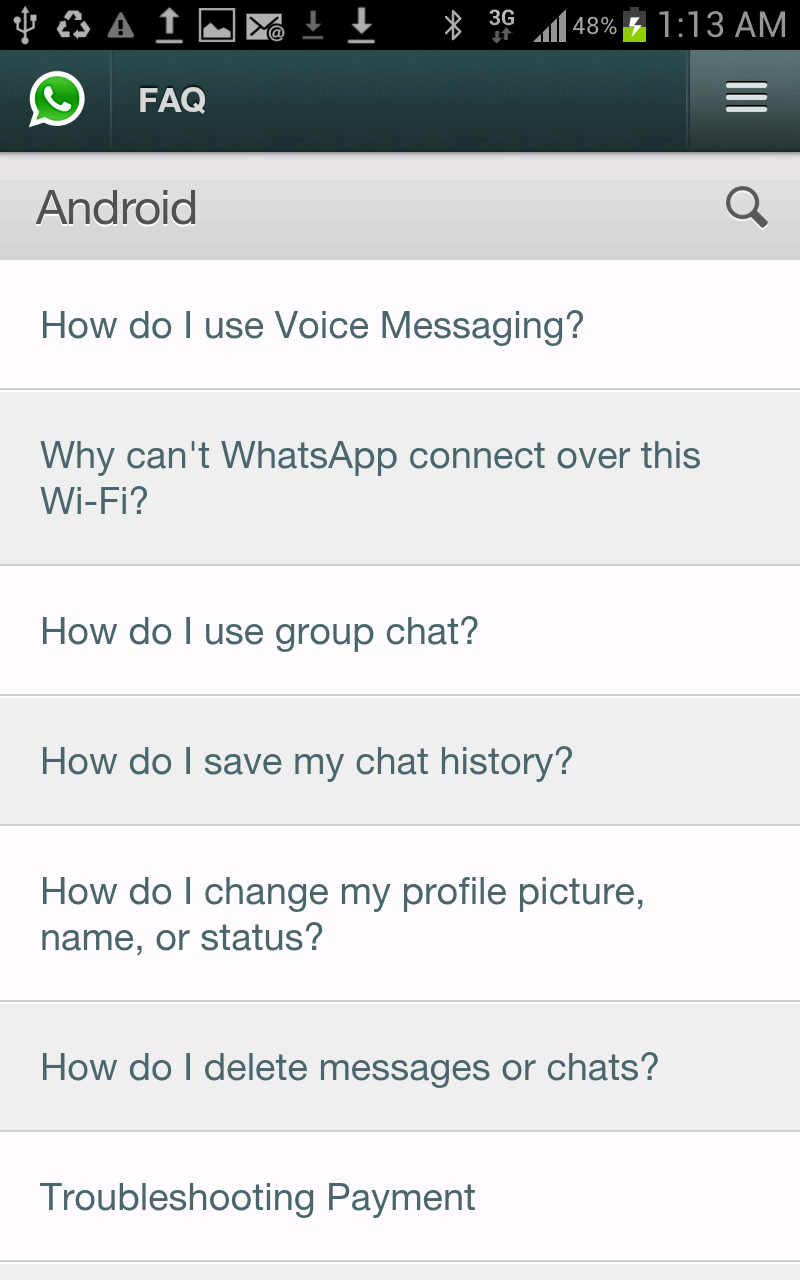 3G 48% 1:13 AM
FAQ
Android
How do I use Voice Messaging?
Why can't WhatsApp connect over this
Wi-Fi?
How do I use group chat?
How do I save my chat history?
How do I change my profile picture,
name, or status?
How do I delete messages or chats?
Troubleshooting Payment